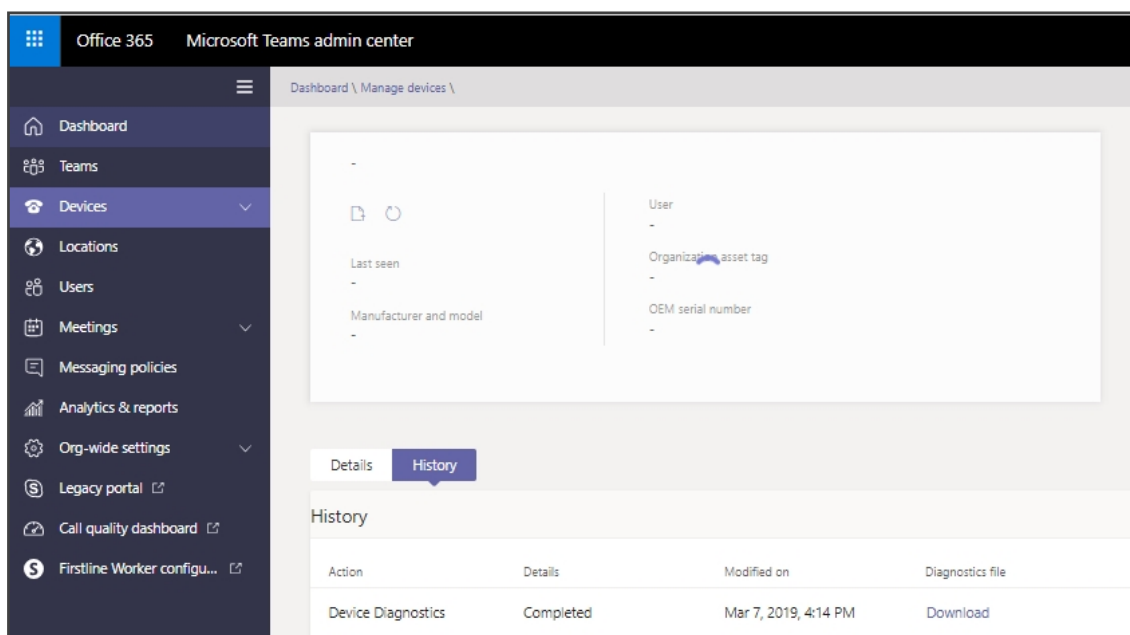 Office 365 Microsoft Teams admin center
Dashboard \ Manage devices \
Dashboard
Teams
Devices
Locations
Users
Meetings
Messaging policies
Analytics & reports
Org-wide settings
Legacy portal
Call quality dashboard
Firstline Worker configu...
-
Last seen
-
Manufacturer and model
-
User
-
Organization asset tag
-
OEM serial number
-
Details History
History
Action Details Modified on Diagnostics file
Device Diagnostics Completed Mar 7, 2019, 4:14 PM Download